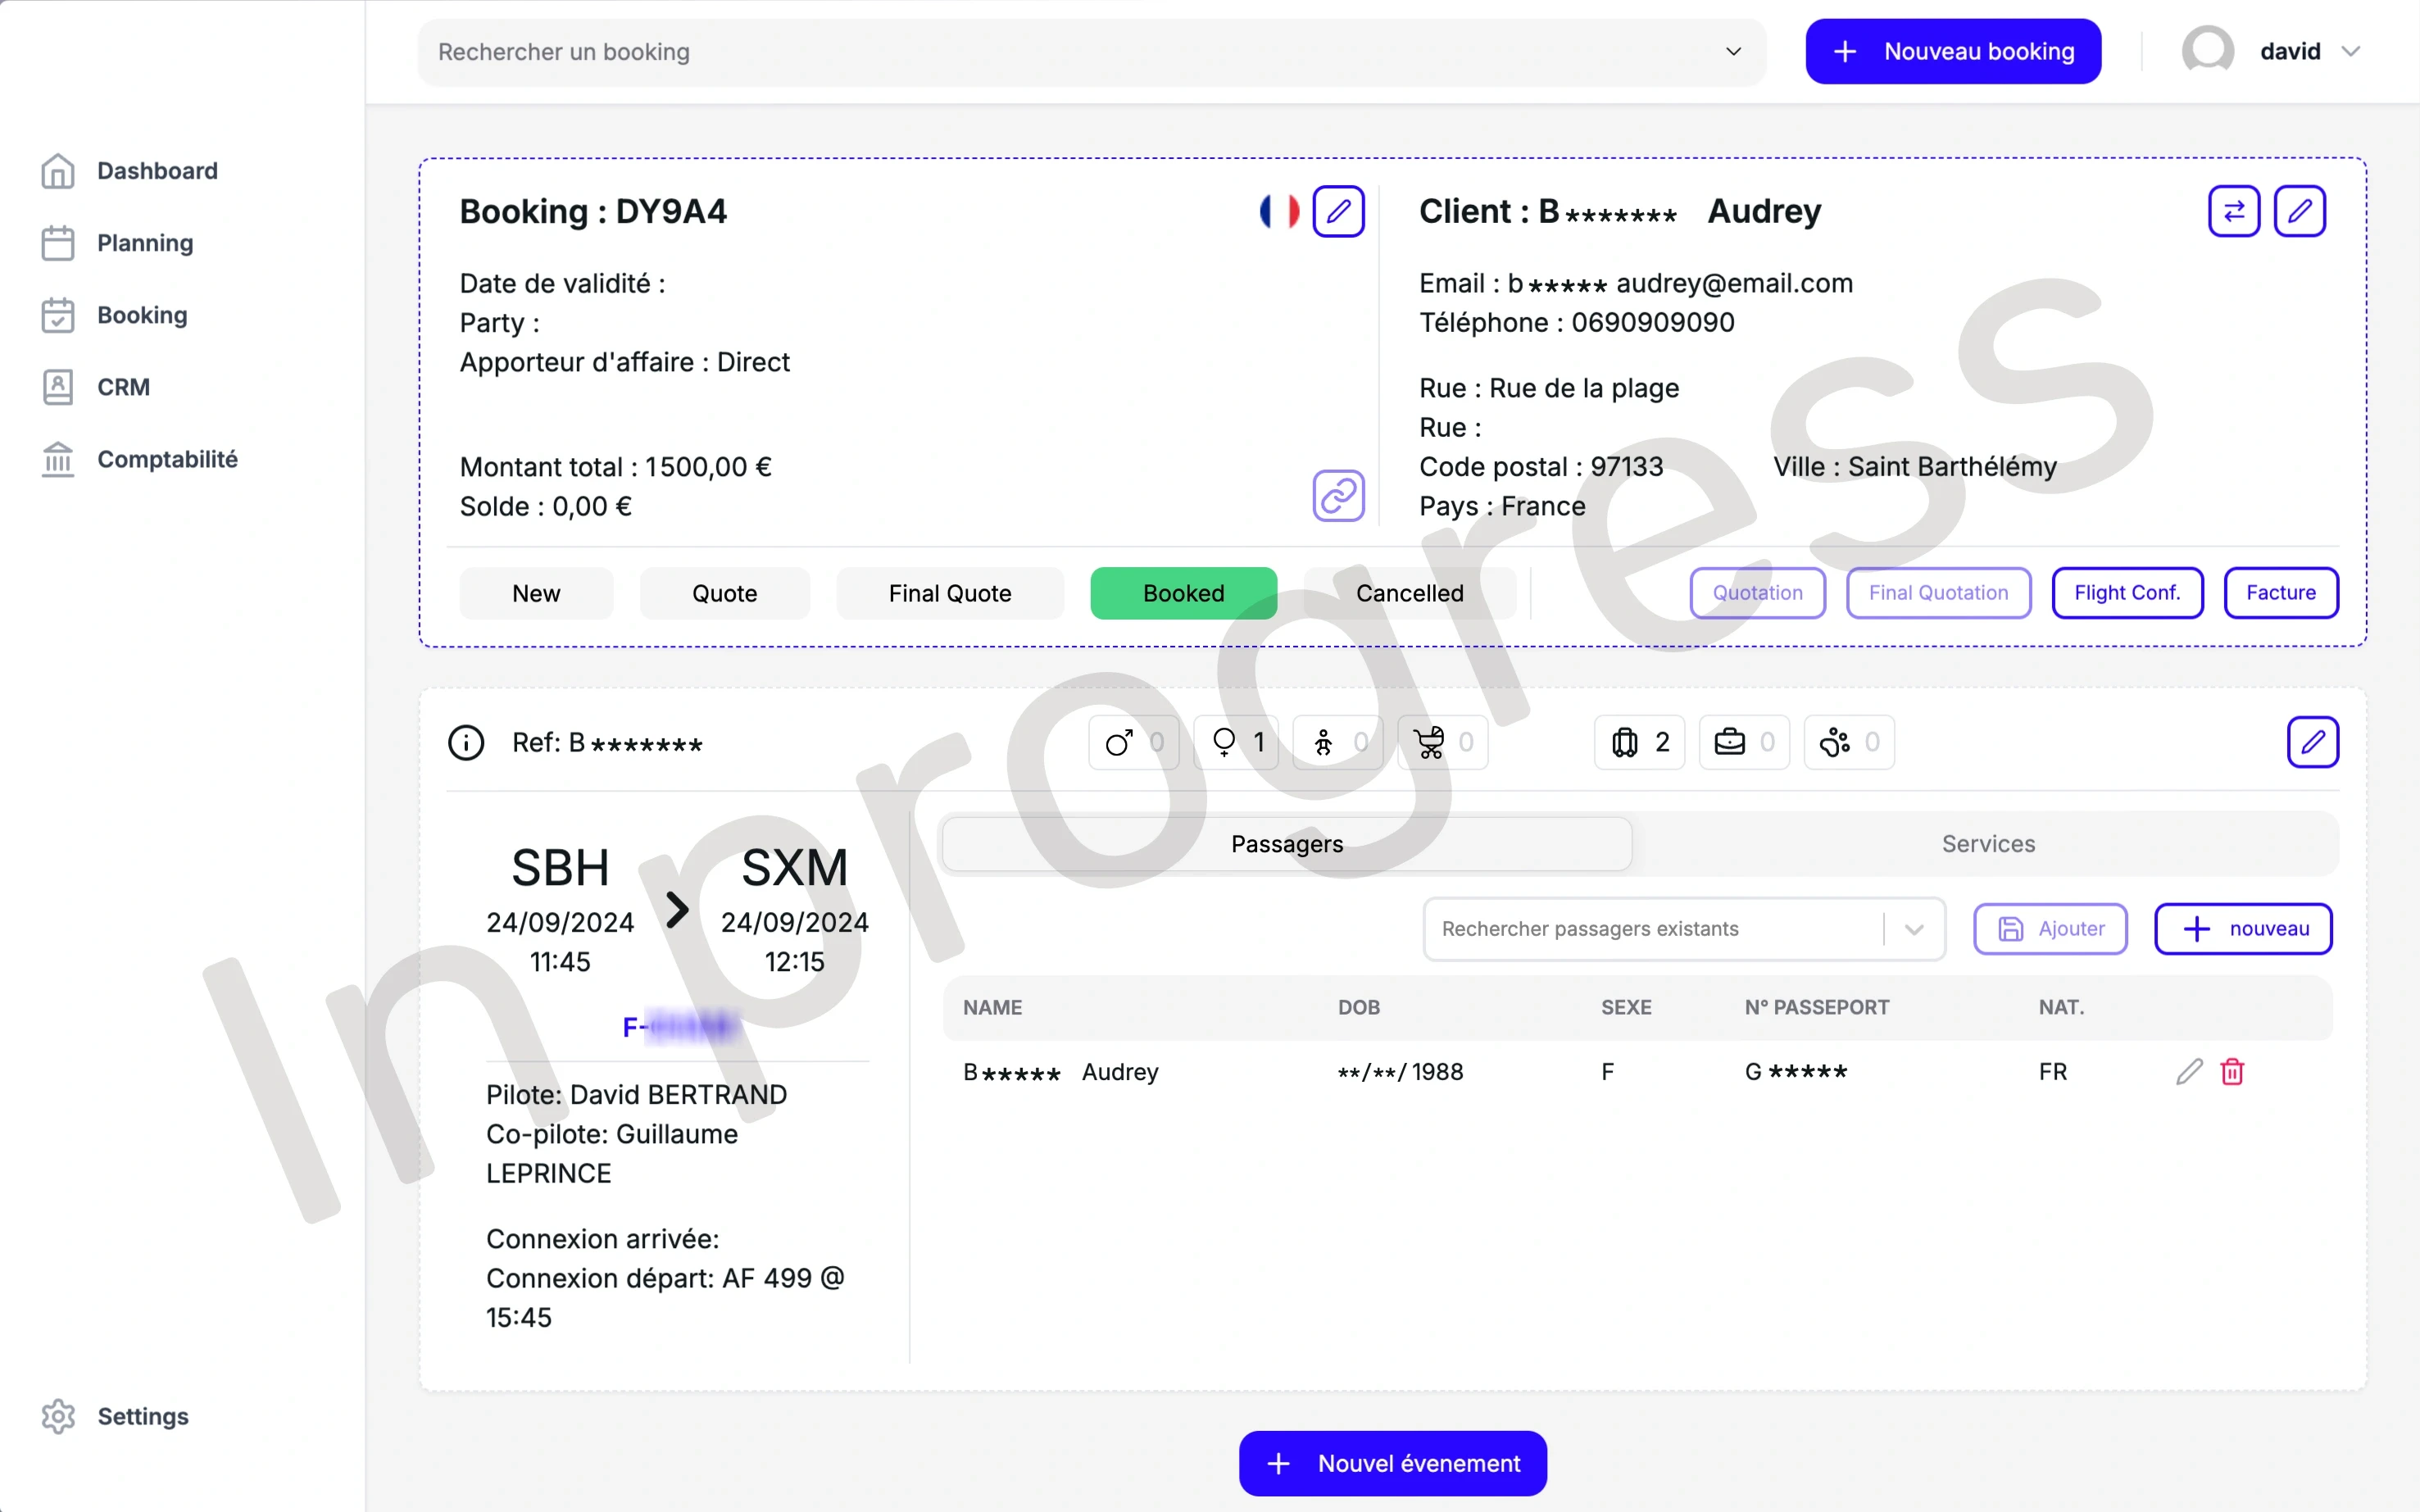 Rechercher un booking
Nouveau booking
david
Dashboard
Planning
Booking
CRM
Comptabilité
Settings
Booking : DY9A4
Date de validité :
Party :
Apporteur d'affaire : Direct
Montant total : 1 500,00 €
Solde : 0,00 €
Client : B ******* Audrey
Email : b ***** audrey@email.com
Téléphone : 0690909090
Rue : Rue de la plage
Rue :
Code postal : 97133 Ville : Saint Barthélémy
Pays : France
New Quote Final Quote Booked Cancelled
Quotation Final Quotation Flight Conf. Facture
Ref: B *******
0 1 0 0 2 0 0
SBH SXM
24/09/2024 24/09/2024
11:45 12:15
F-
Pilote: David BERTRAND
Co-pilote: Guillaume
LEPRINCE
Connexion arrivée:
Connexion départ: AF 499 @
15:45
Passagers Services
Rechercher passagers existants Ajouter nouveau
NAME DOB SEXE N° PASSEPORT NAT.
B ***** Audrey **/**/ 1988 F G ***** FR
Nouvel évenement
In progress